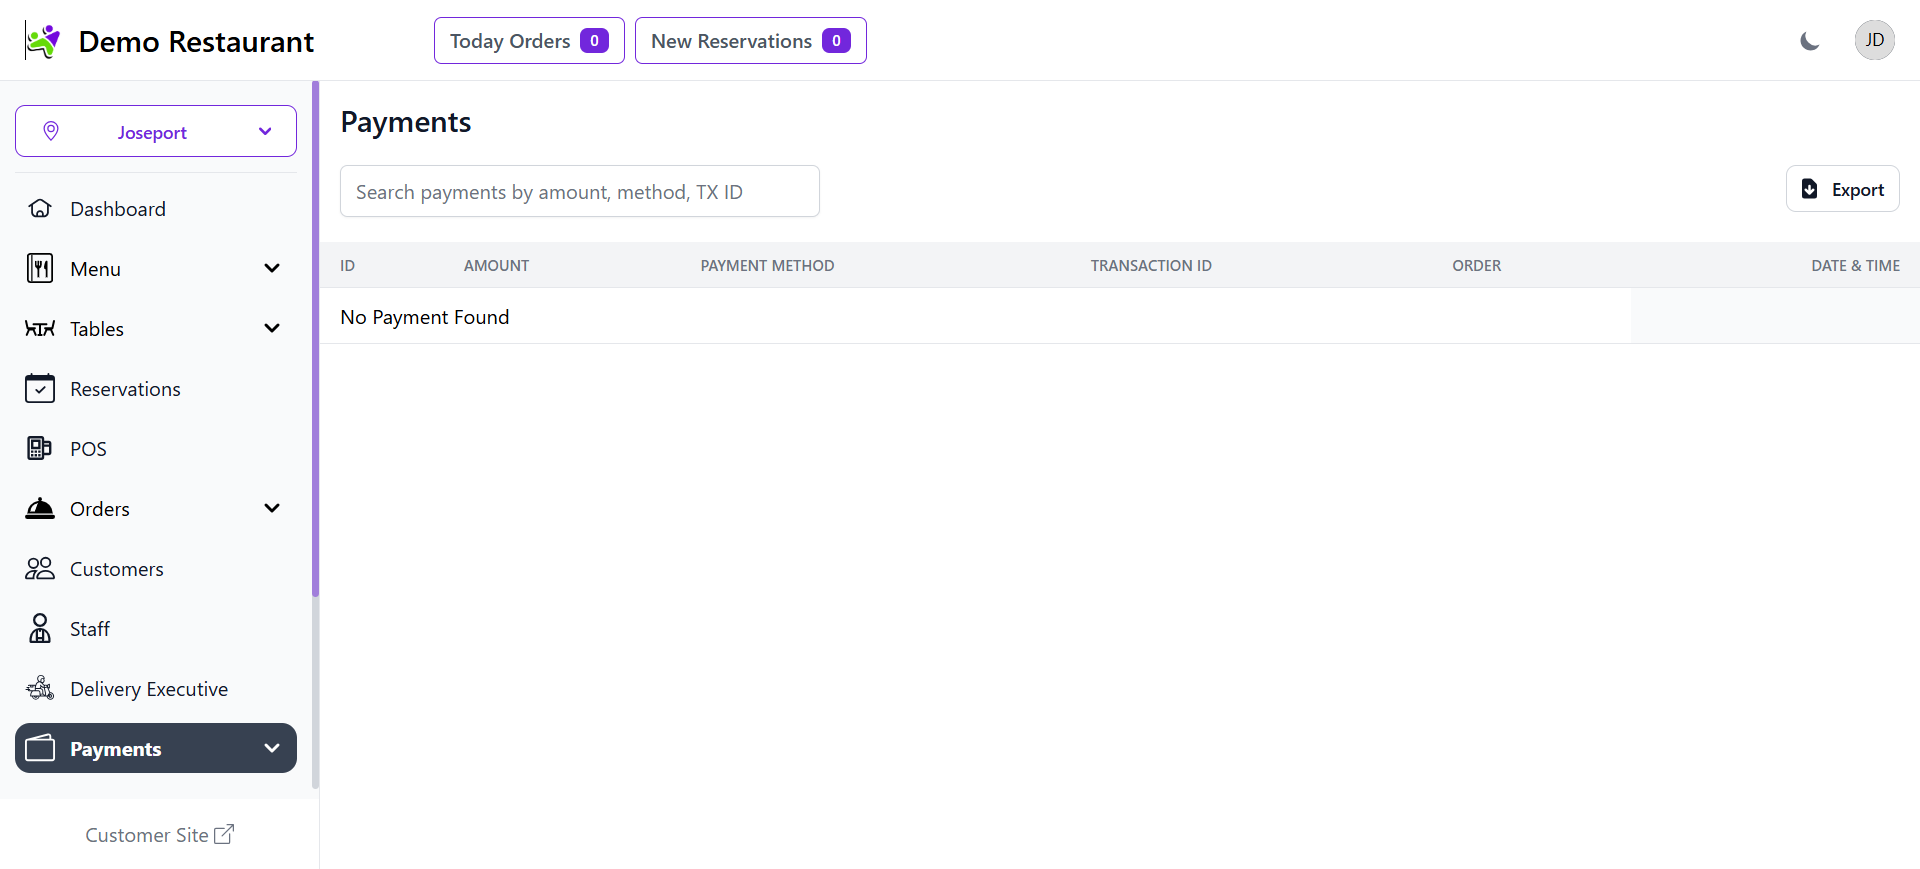 Demo Restaurant
Today Orders 0
New Reservations 0
JD
Joseport
Dashboard
Menu
Tables
Reservations
POS
Orders
Customers
Staff
Delivery Executive
Payments
Customer Site
Payments
Search payments by amount, method, TX ID
Export
ID AMOUNT PAYMENT METHOD TRANSACTION ID ORDER DATE & TIME
No Payment Found